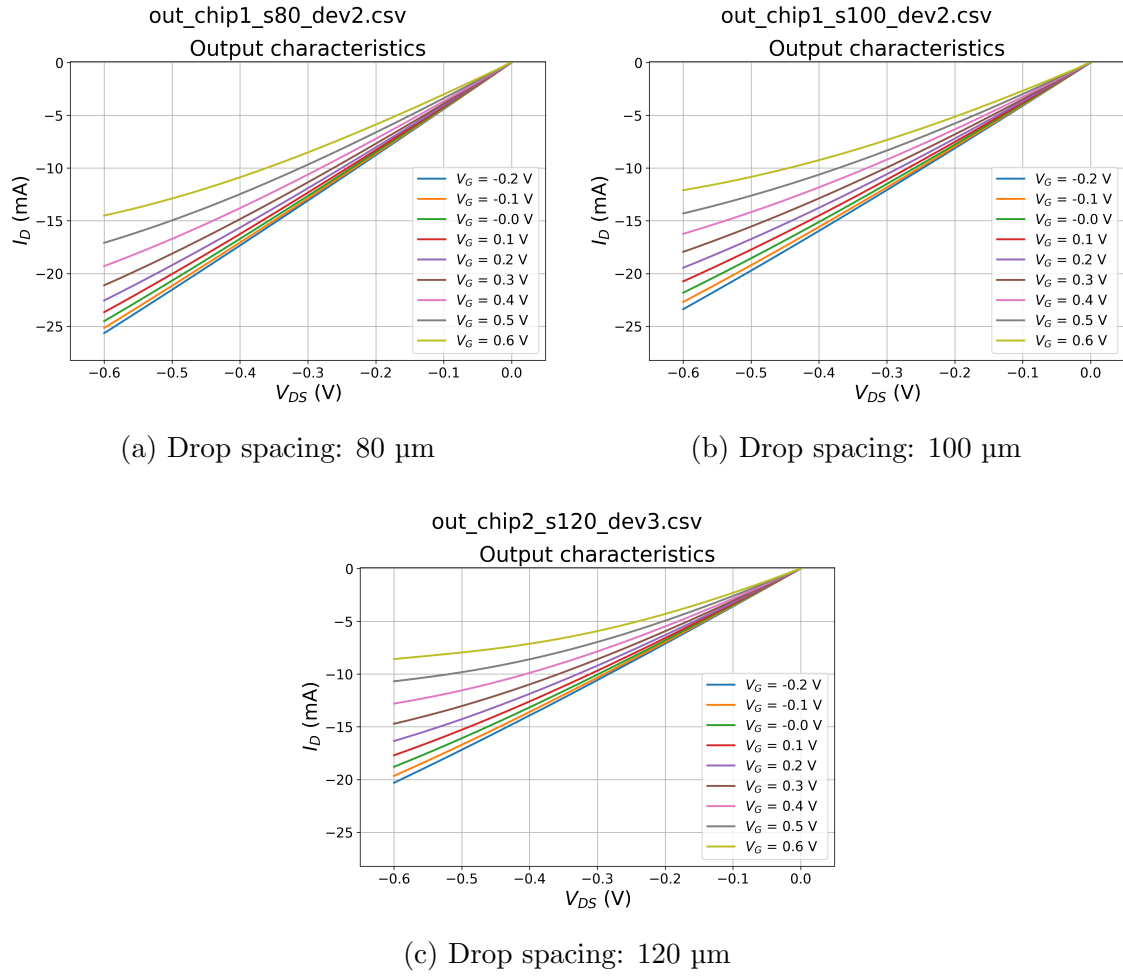 out_chip1_s80_dev2.csv
Output characteristics
0
−5
−10
−15
−20
−25
I_D (mA)
V_G = -0.2 V
V_G = -0.1 V
V_G = -0.0 V
V_G = 0.1 V
V_G = 0.2 V
V_G = 0.3 V
V_G = 0.4 V
V_G = 0.5 V
V_G = 0.6 V
−0.6 −0.5 −0.4 −0.3 −0.2 −0.1 0.0
V_DS (V)
(a) Drop spacing: 80 µm
out_chip1_s100_dev2.csv
Output characteristics
0
−5
−10
−15
−20
−25
I_D (mA)
V_G = -0.2 V
V_G = -0.1 V
V_G = -0.0 V
V_G = 0.1 V
V_G = 0.2 V
V_G = 0.3 V
V_G = 0.4 V
V_G = 0.5 V
V_G = 0.6 V
−0.6 −0.5 −0.4 −0.3 −0.2 −0.1 0.0
V_DS (V)
(b) Drop spacing: 100 µm
out_chip2_s120_dev3.csv
Output characteristics
0
−5
−10
−15
−20
−25
I_D (mA)
V_G = -0.2 V
V_G = -0.1 V
V_G = -0.0 V
V_G = 0.1 V
V_G = 0.2 V
V_G = 0.3 V
V_G = 0.4 V
V_G = 0.5 V
V_G = 0.6 V
−0.6 −0.5 −0.4 −0.3 −0.2 −0.1 0.0
V_DS (V)
(c) Drop spacing: 120 µm